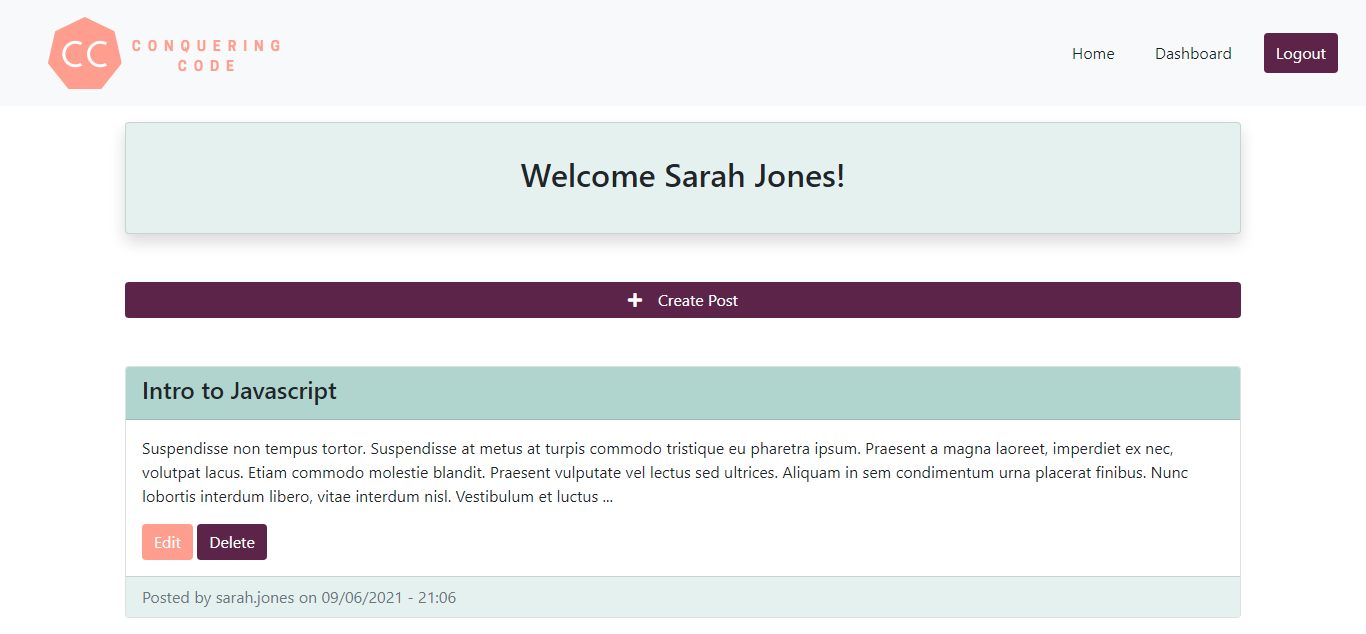 CC CONQUERING
CODE
Home Dashboard Logout
Welcome Sarah Jones!
Create Post
Intro to Javascript
Suspendisse non tempus tortor. Suspendisse at metus at turpis commodo tristique eu pharetra ipsum. Praesent a magna laoreet, imperdiet ex nec,
volutpat lacus. Etiam commodo molestie blandit. Praesent vulputate vel lectus sed ultrices. Aliquam in sem condimentum urna placerat finibus. Nunc
lobortis interdum libero, vitae interdum nisl. Vestibulum et luctus ...
Edit Delete
Posted by sarah.jones on 09/06/2021 - 21:06